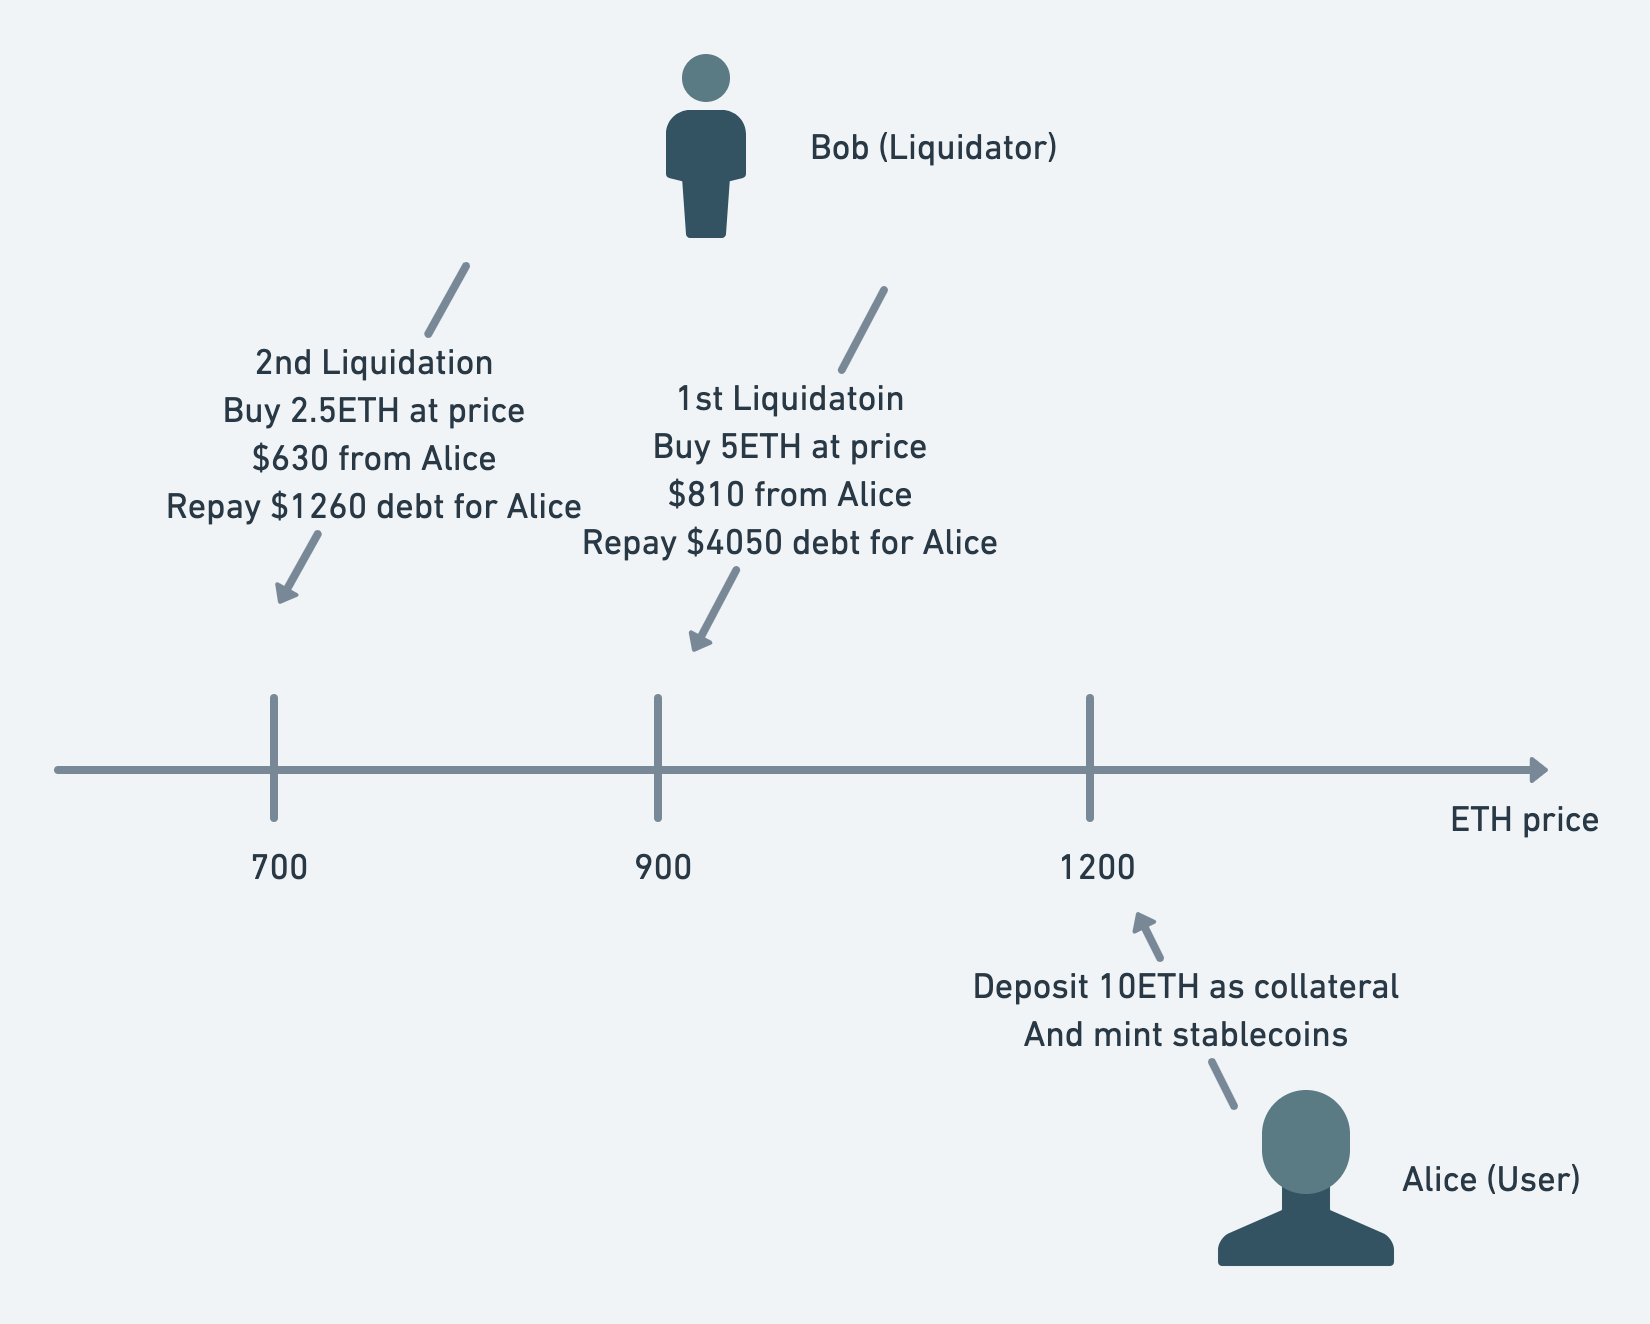 Bob (Liquidator)
2nd Liquidation
Buy 2.5ETH at price
$630 from Alice
Repay $1260 debt for Alice
1st Liquidatoin
Buy 5ETH at price
$810 from Alice
Repay $4050 debt for Alice
ETH price
700
900
1200
Deposit 10ETH as collateral
And mint stablecoins
Alice (User)